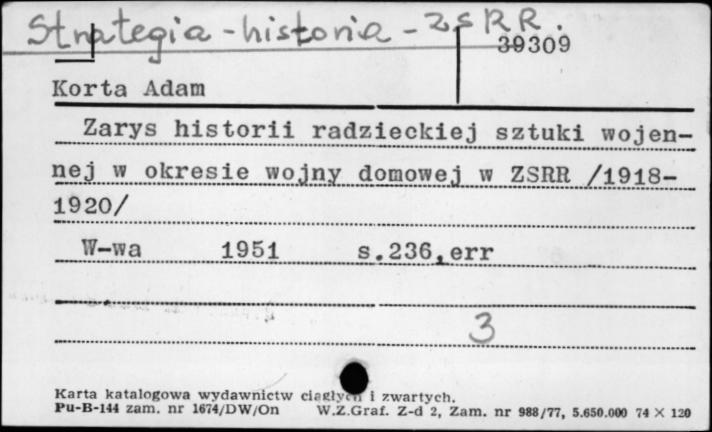 Strategia - historia - ZSRR.
39309
Korta Adam
Zarys historii radzieckiej sztuki wojen-
nej w okresie wojny domowej w ZSRR /1918-
1920/
W-wa 1951 s.236,err
3
Karta katalogowa wydawnictw ciągłych i zwartych.
Pu-B-144 zam. nr 1674/DW/On W.Z.Graf. Z-d 2, Zam. nr 988/77, 5.650.000 74 × 120